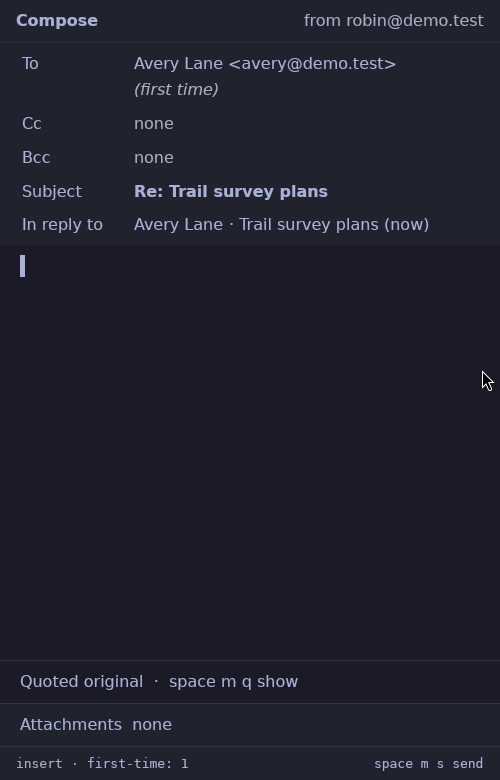 Compose from robin@demo.test
To Avery Lane <avery@demo.test>
(first time)
Cc none
Bcc none
Subject Re: Trail survey plans
In reply to Avery Lane · Trail survey plans (now)
Quoted original · space m q show
Attachments none
insert · first-time: 1 space m s send